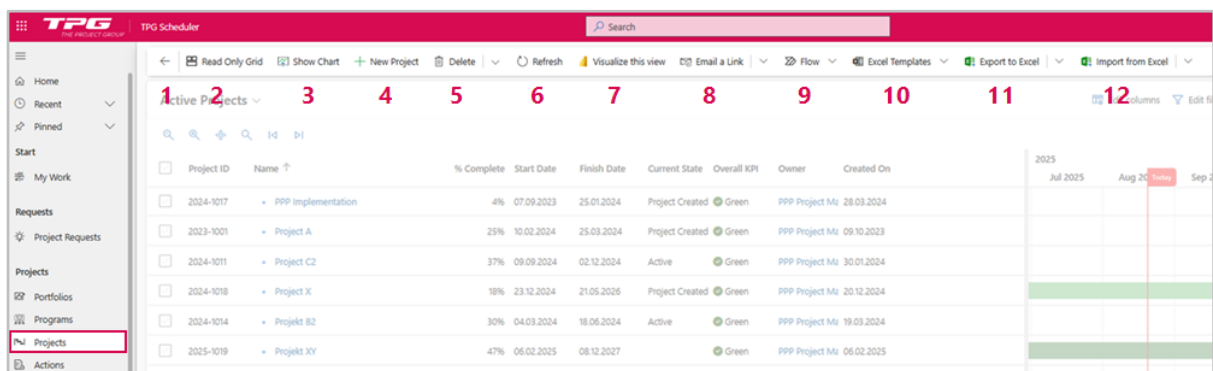 TPG
THE PROJECT GROUP
TPG Scheduler
Search
Read Only Grid Show Chart New Project Delete Refresh Visualize this view Email a Link Flow Excel Templates Export to Excel Import from Excel
Home
Recent
Pinned
Start
My Work
Requests
Project Requests
Projects
Portfolios
Programs
Projects
Actions
1 2 3 4 5 6 7 8 9 10 11 12
Active Projects
columns Edit
Project ID Name % Complete Start Date Finish Date Current State Overall KPI Owner Created On
2025
Jul 2025 Aug 20 Today Sep 2
2024-1017 PPP Implementation 4% 07.09.2023 25.01.2024 Project Created Green PPP Project Ma 28.03.2024
2023-1001 Project A 25% 10.02.2024 25.03.2024 Project Created Green PPP Project Ma 09.10.2023
2024-1011 Project C2 37% 09.09.2024 02.12.2024 Active Green PPP Project Ma 30.01.2024
2024-1018 Project X 18% 23.12.2024 21.05.2026 Project Created Green PPP Project Ma 20.12.2024
2024-1014 Projekt B2 30% 04.03.2024 18.06.2024 Active Green PPP Project Ma 19.03.2024
2025-1019 Projekt XY 47% 06.02.2025 08.12.2027 Green PPP Project Ma 06.02.2025